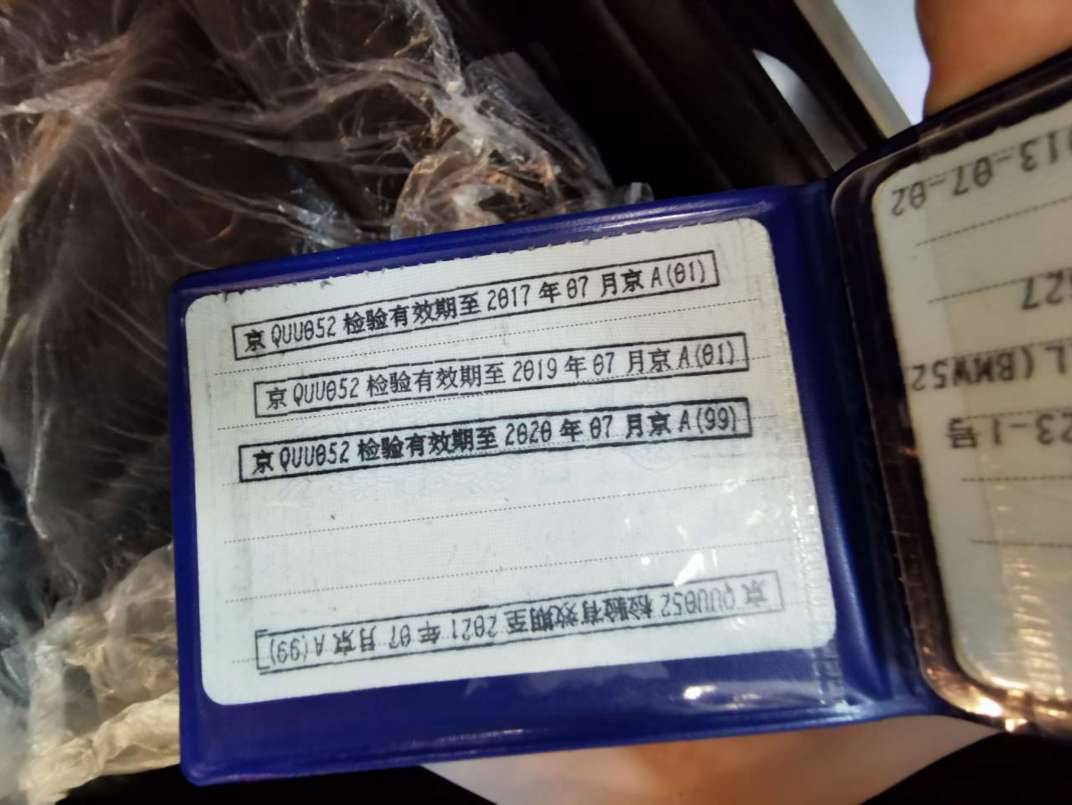 京QUU052 检验有效期至2017年07月京A(01)
京QUU052 检验有效期至2019年07月京A(01)
京QUU052 检验有效期至2020年07月京A(99)
京QUU052 检验有效期至2021年07月京A(99)
013-07-02
027
L(BMW52
23-1号